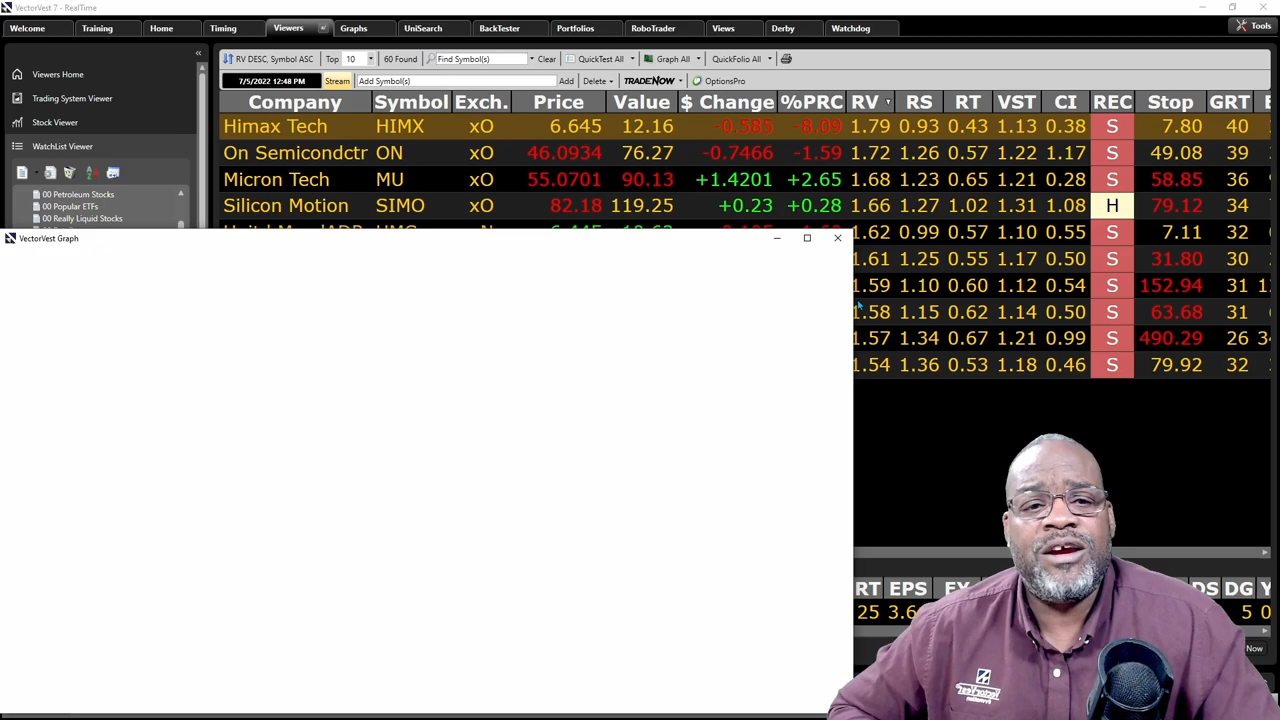 VectorVest 7 - RealTime
Welcome Training Home Timing Viewers Graphs UniSearch BackTester Portfolios RoboTrader Views Derby Watchdog Tools
RV DESC, Symbol ASC Top 10 60 Found Find Symbol(s) Clear QuickTest All Graph All QuickFolio All
7/5/2022 12:48 PM Stream Add Symbol(s) Add Delete TRADENOW OptionsPro
Viewers Home
Trading System Viewer
Stock Viewer
WatchList Viewer
00 Petroleum Stocks
00 Popular ETFs
00 Really Liquid Stocks
Company Symbol Exch. Price Value $ Change %PRC RV RS RT VST CI REC Stop GRT
Himax Tech HIMX xO 6.645 12.16 -0.585 -8.09 1.79 0.93 0.43 1.13 0.38 S 7.80 40
On Semicondctr ON xO 46.0934 76.27 -0.7466 -1.59 1.72 1.26 0.57 1.22 1.17 S 49.08 39
Micron Tech MU xO 55.0701 90.13 +1.4201 +2.65 1.68 1.23 0.65 1.21 0.28 S 58.85 36
Silicon Motion SIMO xO 82.18 119.25 +0.23 +0.28 1.66 1.27 1.02 1.31 1.08 H 79.12 34
1.62 0.99 0.57 1.10 0.55 S 7.11 32
VectorVest Graph
1.61 1.25 0.55 1.17 0.50 S 31.80 30
1.59 1.10 0.60 1.12 0.54 S 152.94 31
1.58 1.15 0.62 1.14 0.50 S 63.68 31
1.57 1.34 0.67 1.21 0.99 S 490.29 26
1.54 1.36 0.53 1.18 0.46 S 79.92 32
RT EPS EY DS DG
25 3.6 5
Now
VectorVest